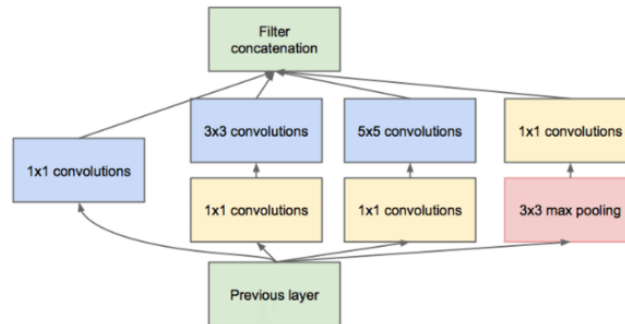 Filter
concatenation
3x3 convolutions
5x5 convolutions
1x1 convolutions
1x1 convolutions
1x1 convolutions
1x1 convolutions
3x3 max pooling
Previous layer